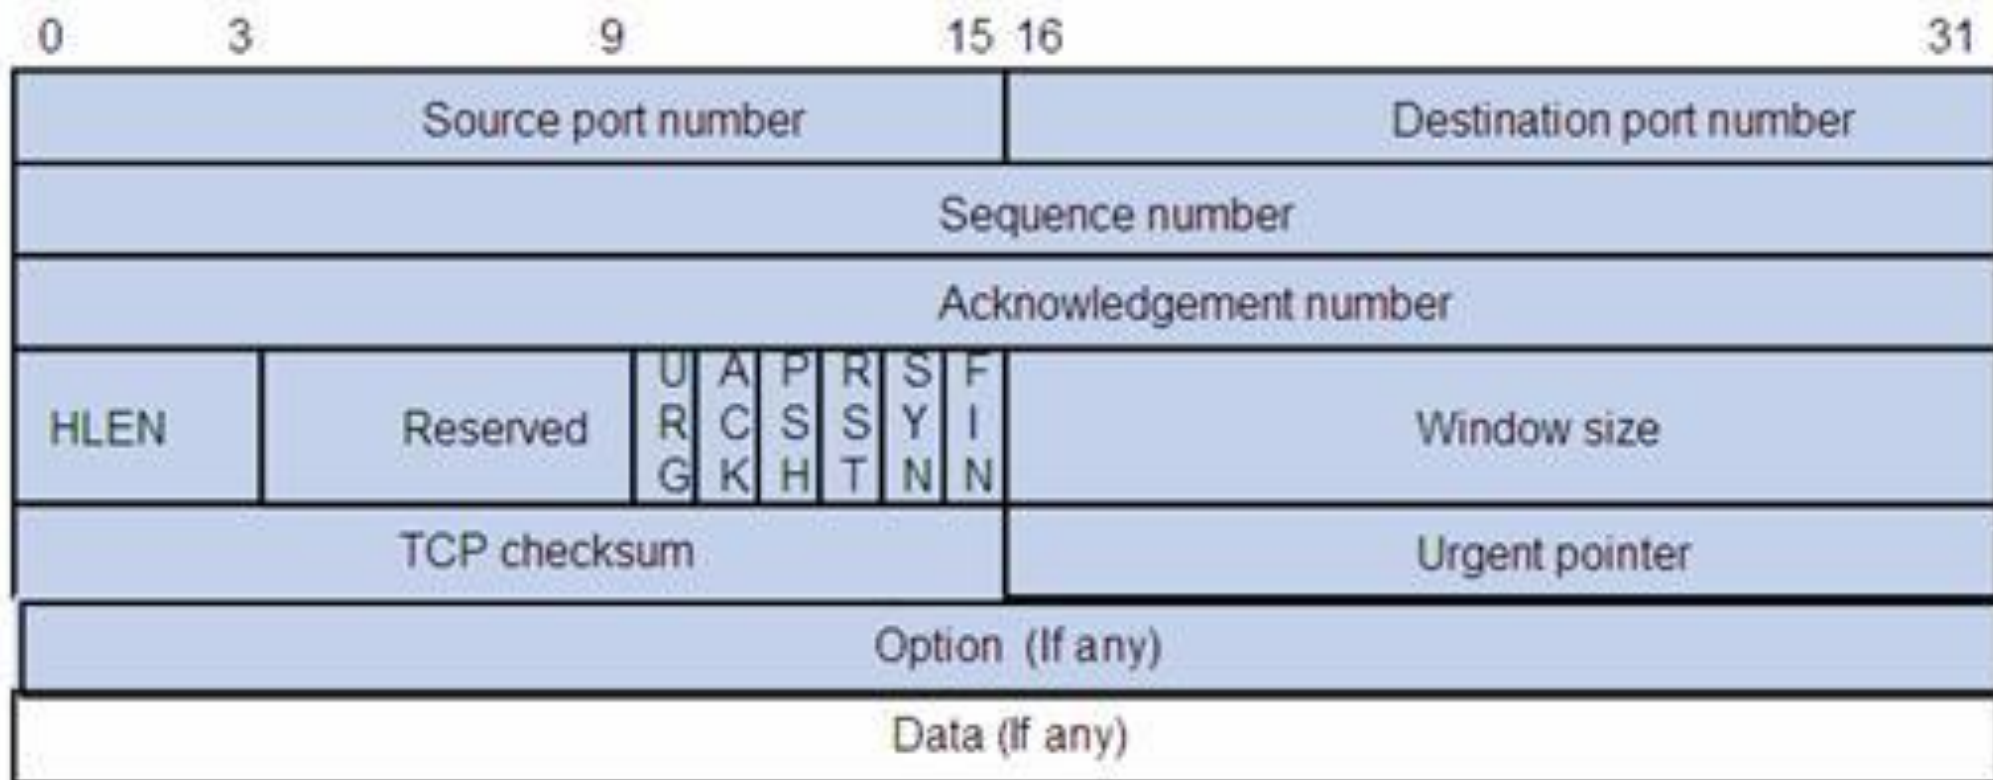 0 3 9 15 16 31
Source port number Destination port number
Sequence number
Acknowledgement number
HLEN Reserved URG ACK PSH RST SYN FIN Window size
TCP checksum Urgent pointer
Option (If any)
Data (If any)